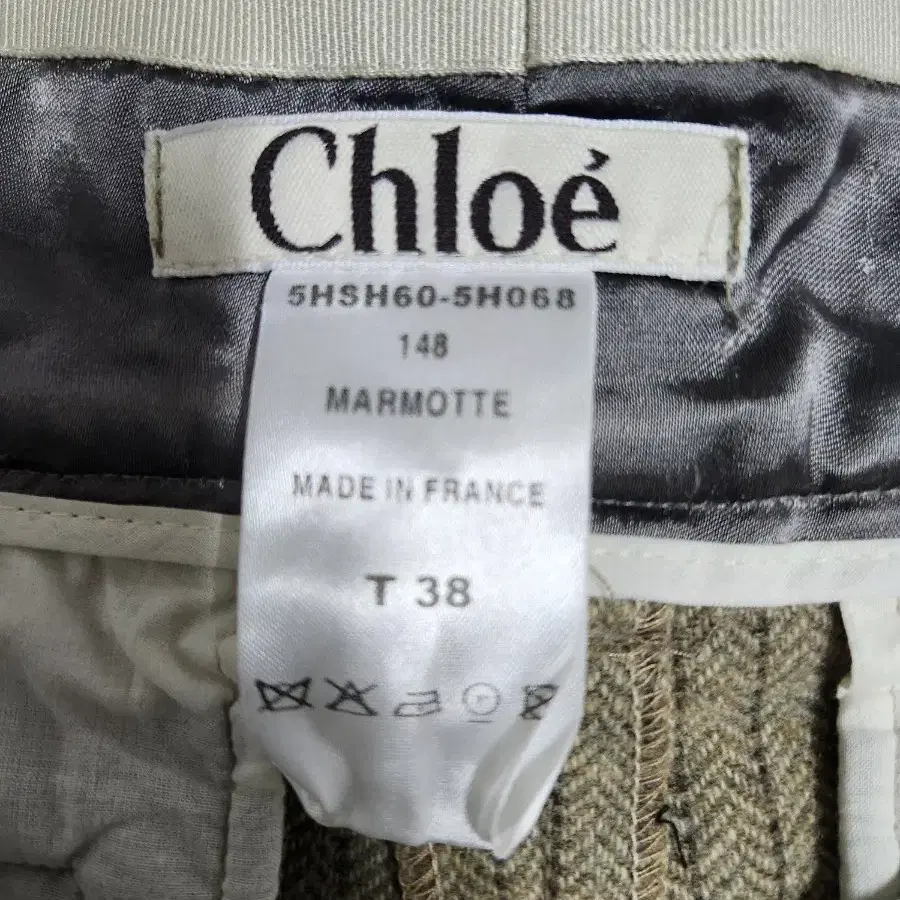 Chloé
5HSH60-5H068
148
MARMOTTE
MADE IN FRANCE
T 38